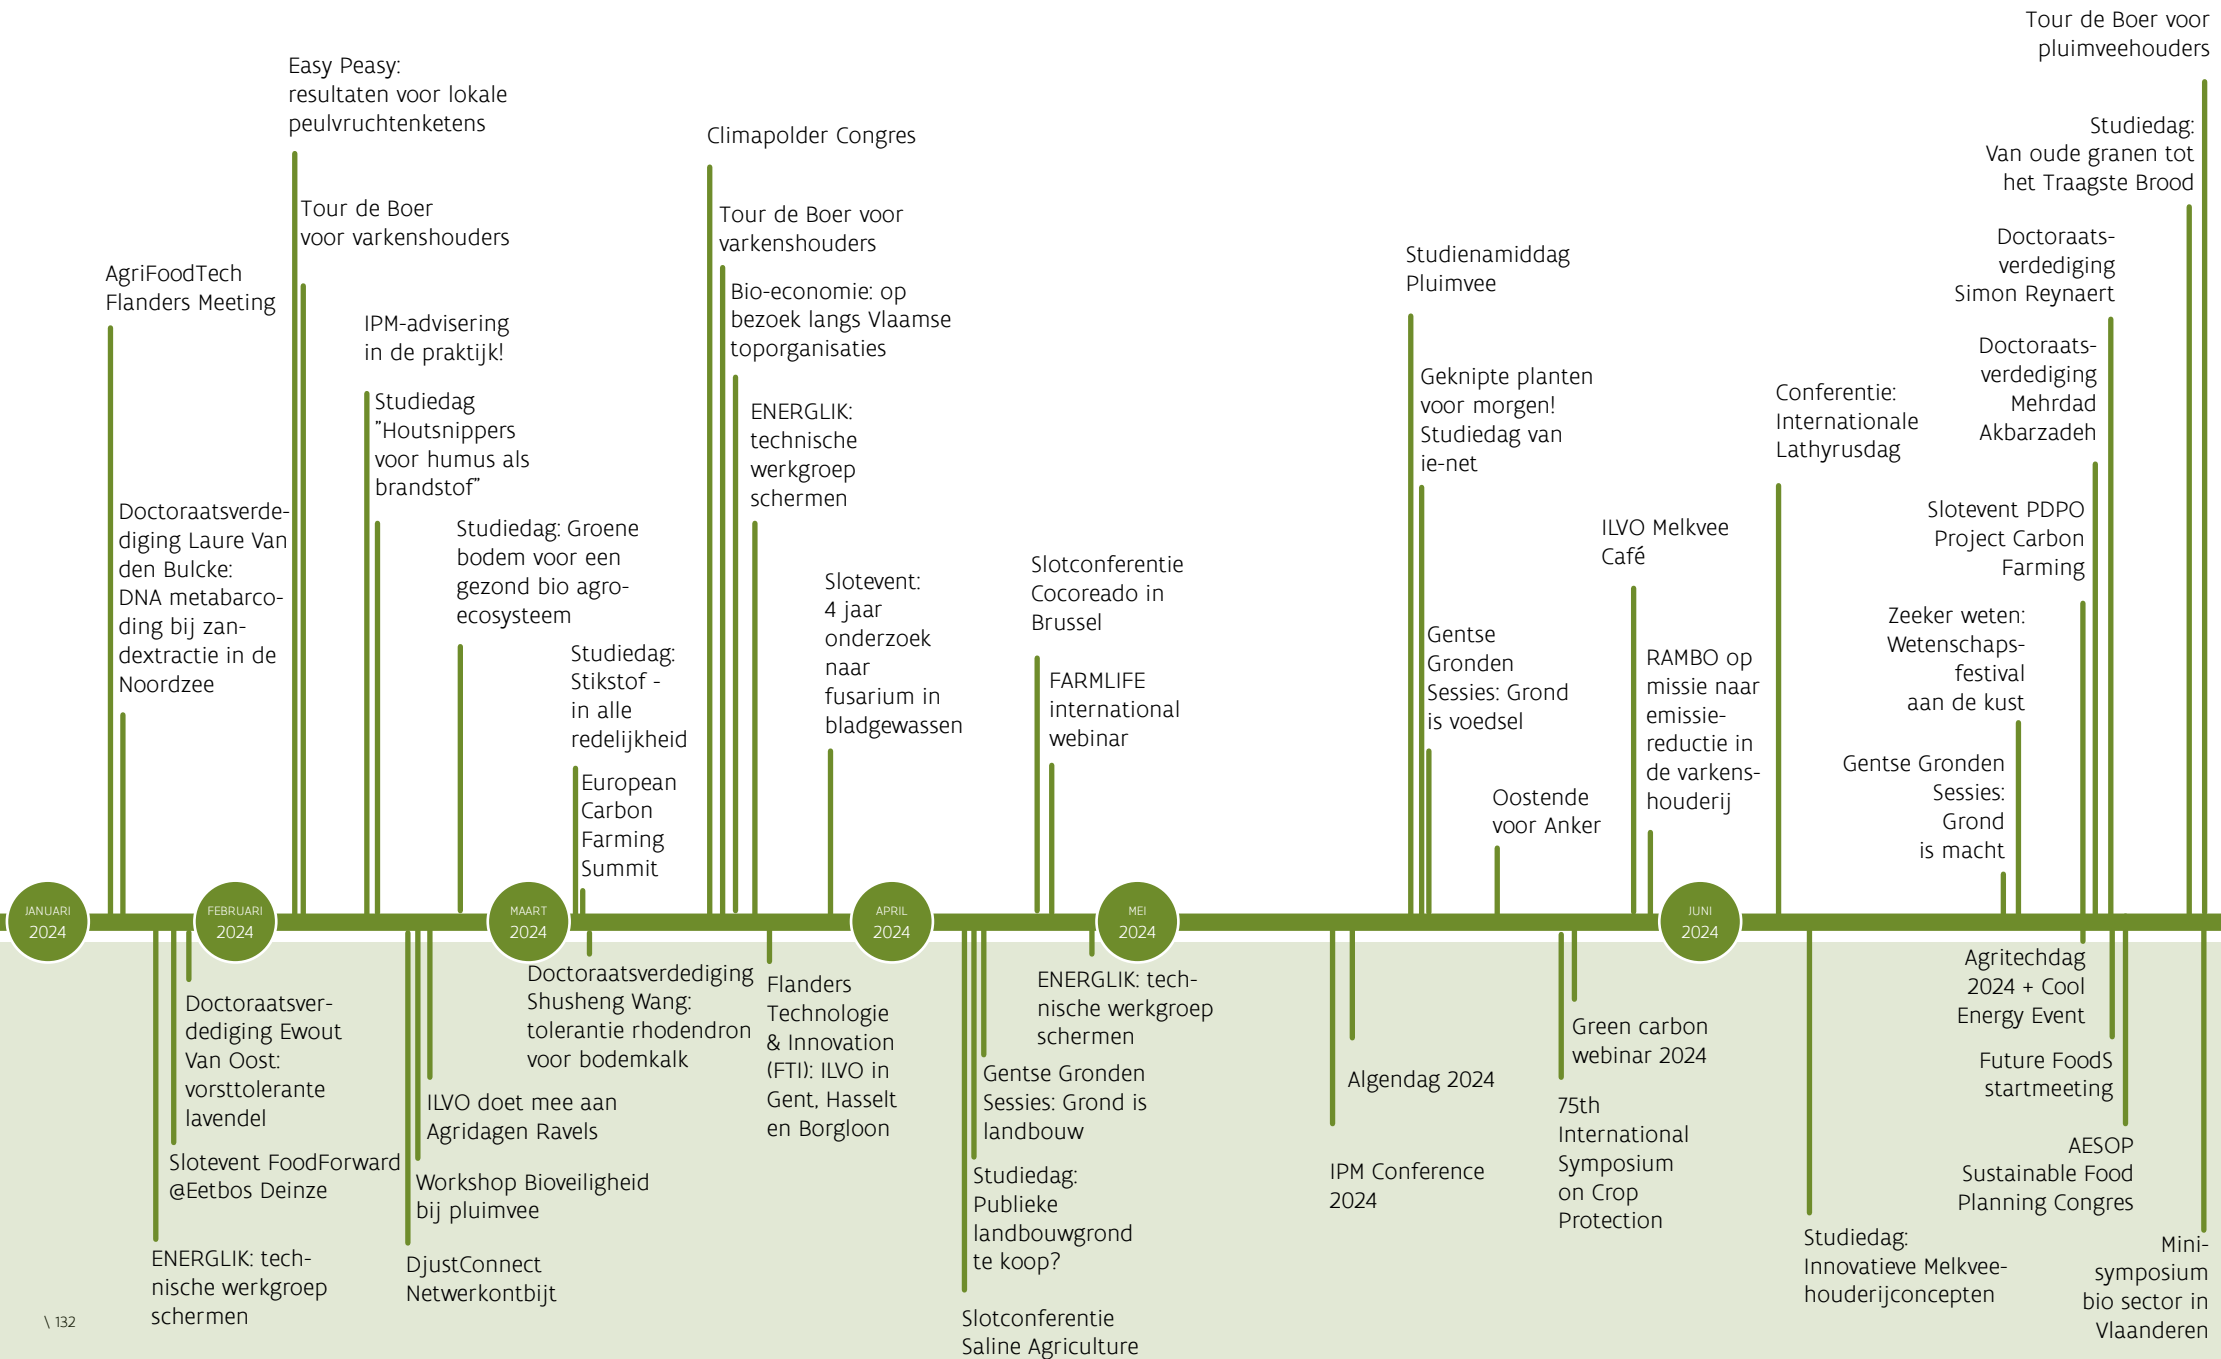 AgriFoodTech
Flanders Meeting
Doctoraatsverde-
diging Laure Van
den Bulcke:
DNA metabarco-
ding bij zan-
dextractie in de
Noordzee
Easy Peasy:
resultaten voor lokale
peulvruchtenketens
Tour de Boer
voor varkenshouders
IPM-advisering
in de praktijk!
Studiedag
"Houtsnippers
voor humus als
brandstof"
Studiedag: Groene
bodem voor een
gezond bio agro-
ecosysteem
Studiedag:
Stikstof -
in alle
redelijkheid
European
Carbon
Farming
Summit
Climapolder Congres
Tour de Boer voor
varkenshouders
Bio-economie: op
bezoek langs Vlaamse
toporganisaties
ENERGLIK:
technische
werkgroep
schermen
Slotevent:
4 jaar
onderzoek
naar
fusarium in
bladgewassen
Slotconferentie
Cocoreado in
Brussel
FARMLIFE
international
webinar
Studienamiddag
Pluimvee
Geknipte planten
voor morgen!
Studiedag van
ie-net
Gentse
Gronden
Sessies: Grond
is voedsel
Oostende
voor Anker
ILVO Melkvee
Café
RAMBO op
missie naar
emissie-
reductie in
de varkens-
houderij
Conferentie:
Internationale
Lathyrusdag
Gentse Gronden
Sessies:
Grond
is macht
Zeeker weten:
Wetenschaps-
festival
aan de kust
Slotevent PDPO
Project Carbon
Farming
Doctoraats-
verdediging
Mehrdad
Akbarzadeh
Doctoraats-
verdediging
Simon Reynaert
Studiedag:
Van oude granen tot
het Traagste Brood
Tour de Boer voor
pluimveehouders
JANUARI
2024
FEBRUARI
2024
MAART
2024
APRIL
2024
MEI
2024
JUNI
2024
ENERGLIK: tech-
nische werkgroep
schermen
Slotevent FoodForward
@Eetbos Deinze
Doctoraatsver-
dediging Ewout
Van Oost:
vorsttolerante
lavendel
DjustConnect
Netwerkontbijt
Workshop Bioveiligheid
bij pluimvee
ILVO doet mee aan
Agridagen Ravels
Doctoraatsverdediging
Shusheng Wang:
tolerantie rhodendron
voor bodemkalk
Flanders
Technologie
& Innovation
(FTI): ILVO in
Gent, Hasselt
en Borgloon
Slotconferentie
Saline Agriculture
Studiedag:
Publieke
landbouwgrond
te koop?
Gentse Gronden
Sessies: Grond is
landbouw
ENERGLIK: tech-
nische werkgroep
schermen
IPM Conference
2024
Algendag 2024
75th
International
Symposium
on Crop
Protection
Green carbon
webinar 2024
Studiedag:
Innovatieve Melkvee-
houderijconcepten
Agritechdag
2024 + Cool
Energy Event
Future FoodS
startmeeting
AESOP
Sustainable Food
Planning Congres
Mini-
symposium
bio sector in
Vlaanderen
\ 132